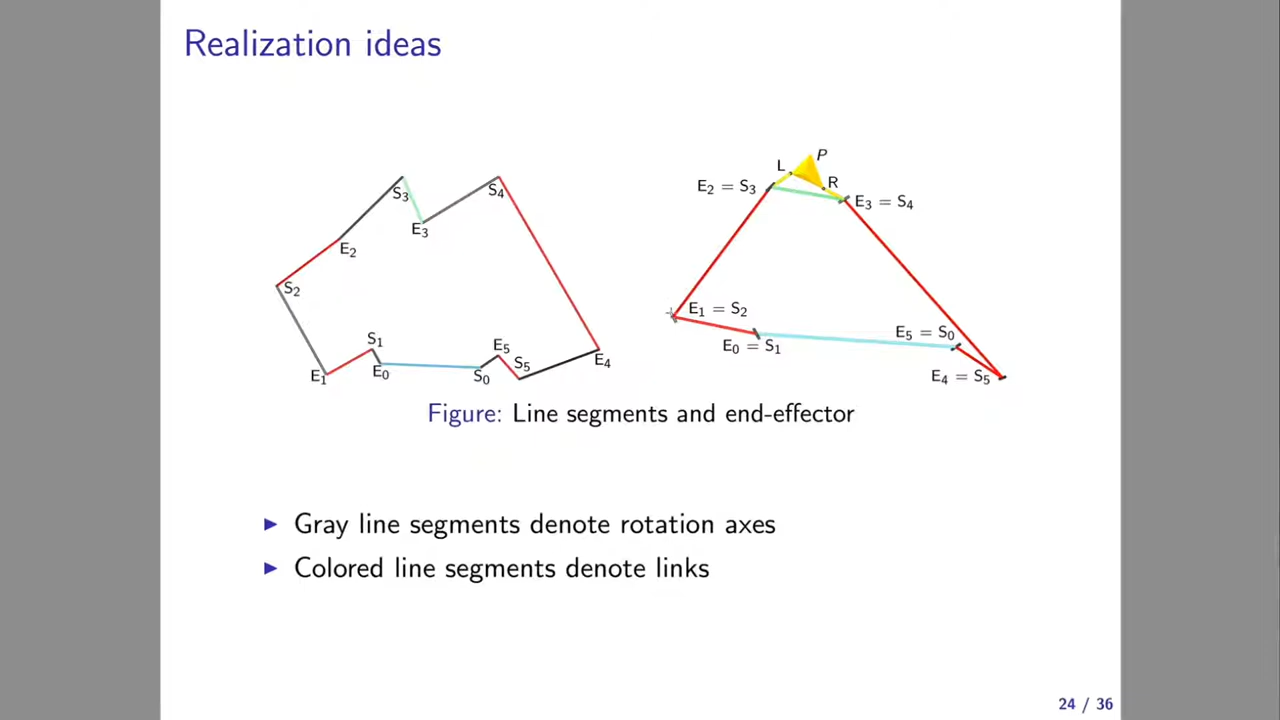 Realization ideas
S₃
E₃
S₄
E₂
S₂
E₁
S₁
E₀
S₀
E₅
S₅
E₄
L
P
R
E₂ = S₃
E₃ = S₄
E₁ = S₂
E₀ = S₁
E₅ = S₀
E₄ = S₅
Figure: Line segments and end-effector
▶ Gray line segments denote rotation axes
▶ Colored line segments denote links
24 / 36